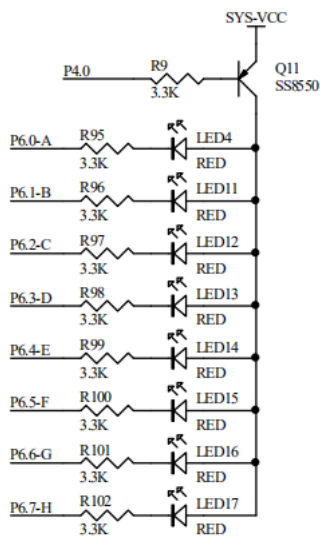 SYS-VCC
P4.0 R9 Q11
3.3K SS8550
P6.0-A R95 LED4
3.3K RED
P6.1-B R96 LED11
3.3K RED
P6.2-C R97 LED12
3.3K RED
P6.3-D R98 LED13
3.3K RED
P6.4-E R99 LED14
3.3K RED
P6.5-F R100 LED15
3.3K RED
P6.6-G R101 LED16
3.3K RED
P6.7-H R102 LED17
3.3K RED